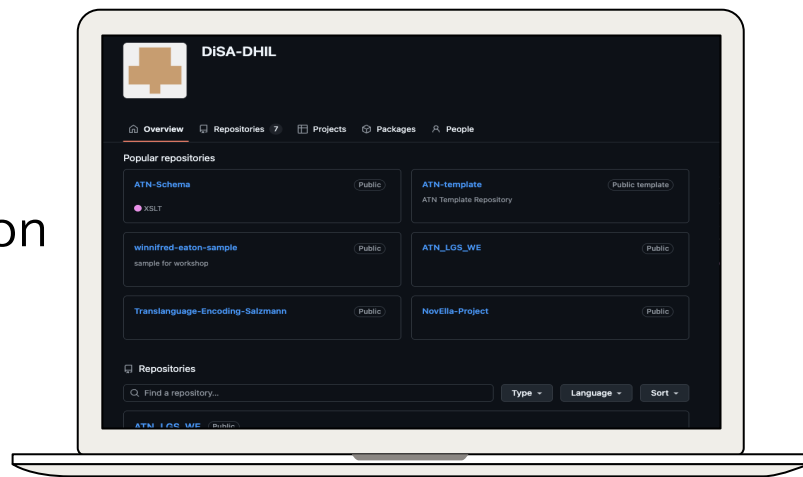 on
DiSA-DHIL
Overview Repositories 7 Projects Packages People
Popular repositories
ATN-Schema Public
XSLT
ATN-template Public template
ATN Template Repository
winnifred-eaton-sample Public
sample for workshop
ATN_LGS_WE Public
Translanguage-Encoding-Salzmann Public
NovElla-Project Public
Repositories
Find a repository... Type Language Sort
ATN_LGS_WE Public